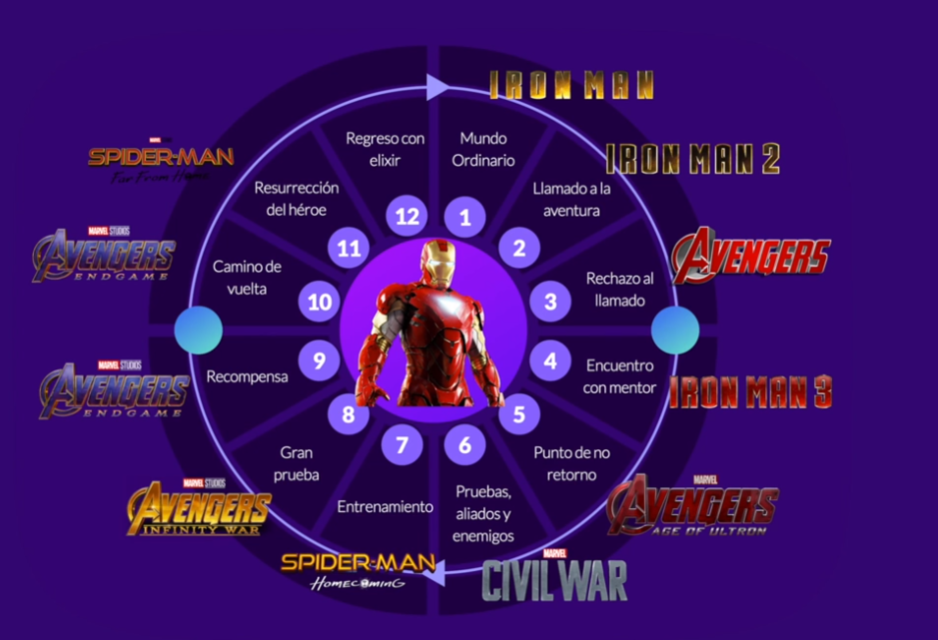 IRON MAN
Mundo
Ordinario
1
IRON MAN 2
Llamado a la
aventura
2
AVENGERS
Rechazo al
llamado
3
IRON MAN 3
Encuentro
con mentor
4
MARVEL
AVENGERS
AGE OF ULTRON
Punto de no
retorno
5
MARVEL
CIVIL WAR
Pruebas,
aliados y
enemigos
6
SPIDER-MAN
HOMECOMING
Entrenamiento
7
MARVEL STUDIOS
AVENGERS
INFINITY WAR
Gran
prueba
8
MARVEL STUDIOS
AVENGERS
ENDGAME
Recompensa
9
MARVEL STUDIOS
AVENGERS
ENDGAME
Camino de
vuelta
10
MARVEL
SPIDER-MAN
Far From Home
Resurrección
del héroe
11
Regreso con
elixir
12